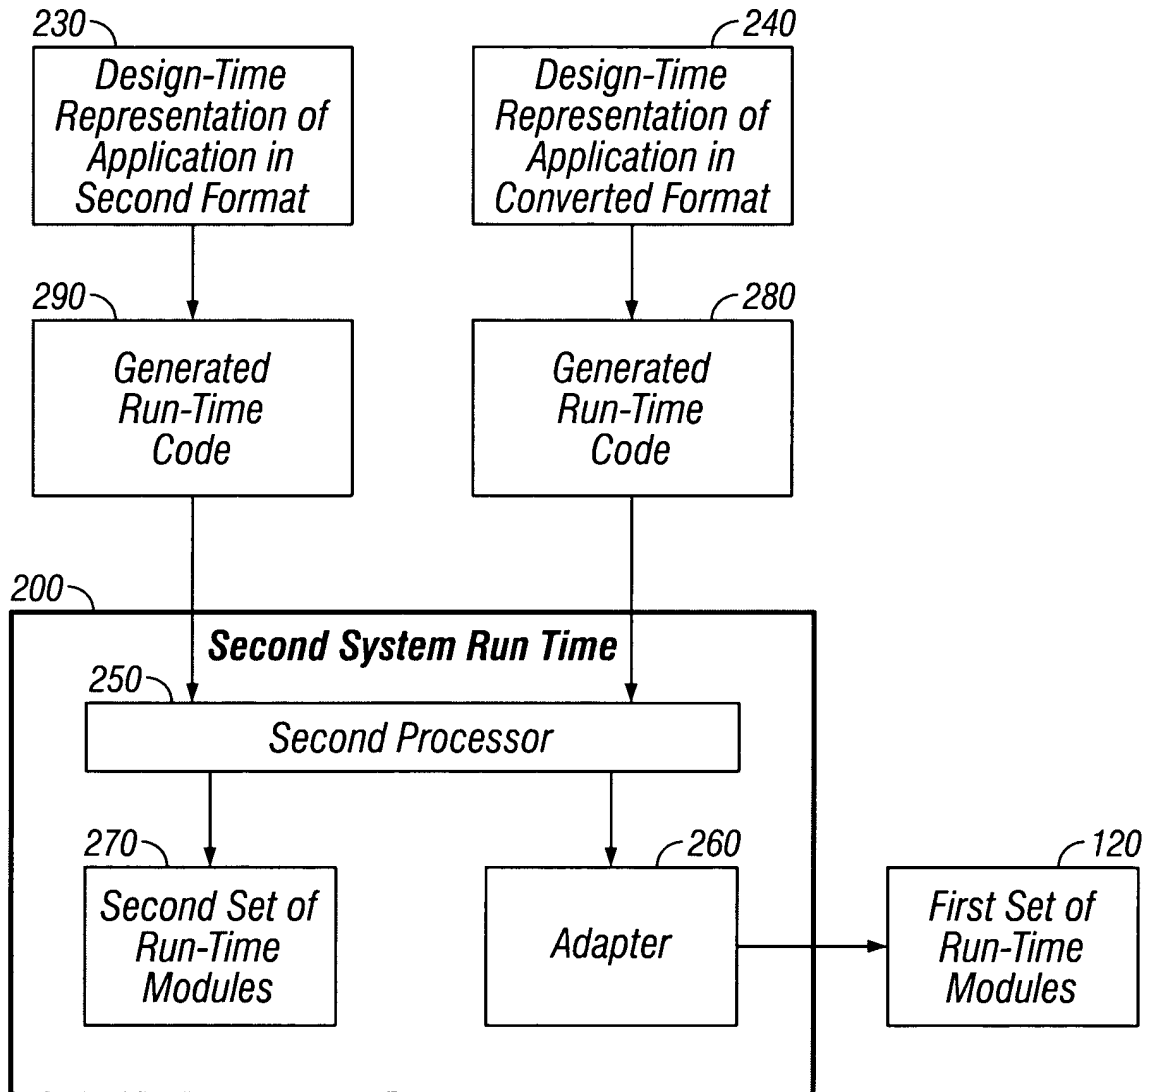 230
Design-Time
Representation of
Application in
Second Format
240
Design-Time
Representation of
Application in
Converted Format
290
Generated
Run-Time
Code
280
Generated
Run-Time
Code
200
Second System Run Time
250
Second Processor
270
Second Set of
Run-Time
Modules
260
Adapter
120
First Set of
Run-Time
Modules